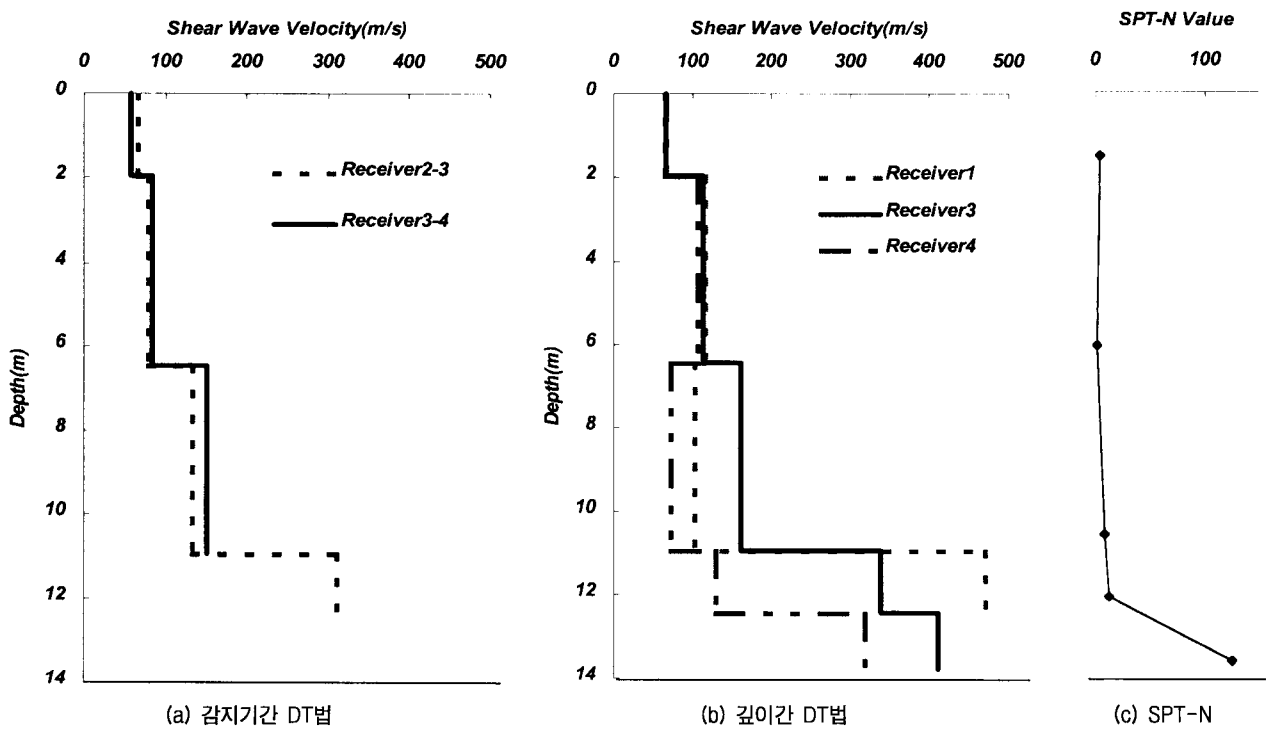 Shear Wave Velocity(m/s)
0 100 200 300 400 500
0
2
4
6
8
10
12
14
Depth(m)
Receiver2-3
Receiver3-4
(a) 감지기간 DT법
Shear Wave Velocity(m/s)
0 100 200 300 400 500
0
2
4
6
8
10
12
14
Depth(m)
Receiver1
Receiver3
Receiver4
(b) 깊이간 DT법
SPT-N Value
0 100
(c) SPT-N